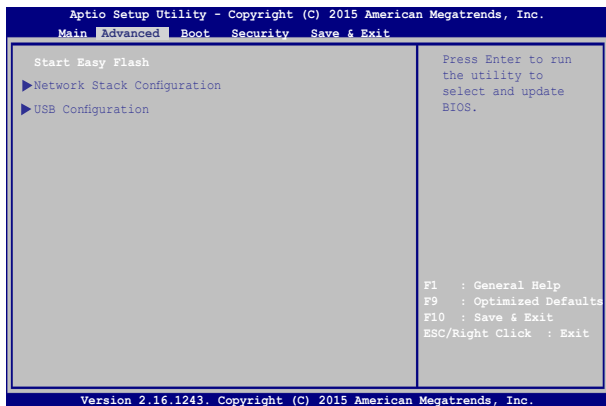 Aptio Setup Utility - Copyright (C) 2015 American Megatrends, Inc.
Main Advanced Boot Security Save & Exit
Start Easy Flash
Network Stack Configuration
USB Configuration
Press Enter to run
the utility to
select and update
BIOS.
F1 : General Help
F9 : Optimized Defaults
F10 : Save & Exit
ESC/Right Click : Exit
Version 2.16.1243. Copyright (C) 2015 American Megatrends, Inc.